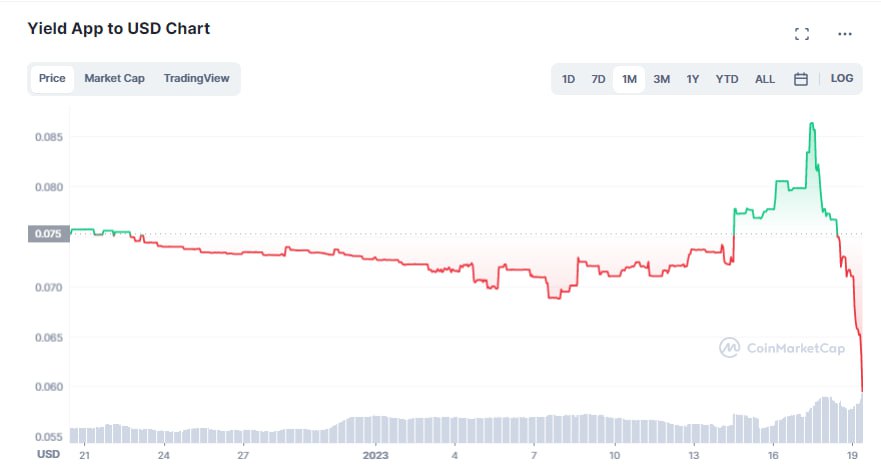 Yield App to USD Chart
Price Market Cap TradingView
1D 7D 1M 3M 1Y YTD ALL LOG
0.085
0.080
0.075
0.070
0.065
CoinMarketCap
0.060
0.055
USD 21 24 27 2023 4 7 10 13 16 19